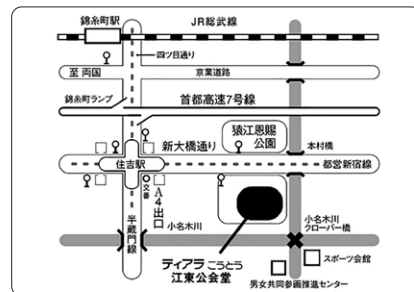 錦糸町駅
JR総武線
四ツ目通り
至 両国
京葉道路
錦糸町ランプ
首都高速7号線
猿江恩賜
公園
新大橋通り
本村橋
住吉駅
都営新宿線
交番
A4出口
半蔵門線
小名木川
小名木川
クローバー橋
ティアラこうとう
江東公会堂
スポーツ会館
男女共同参画推進センター